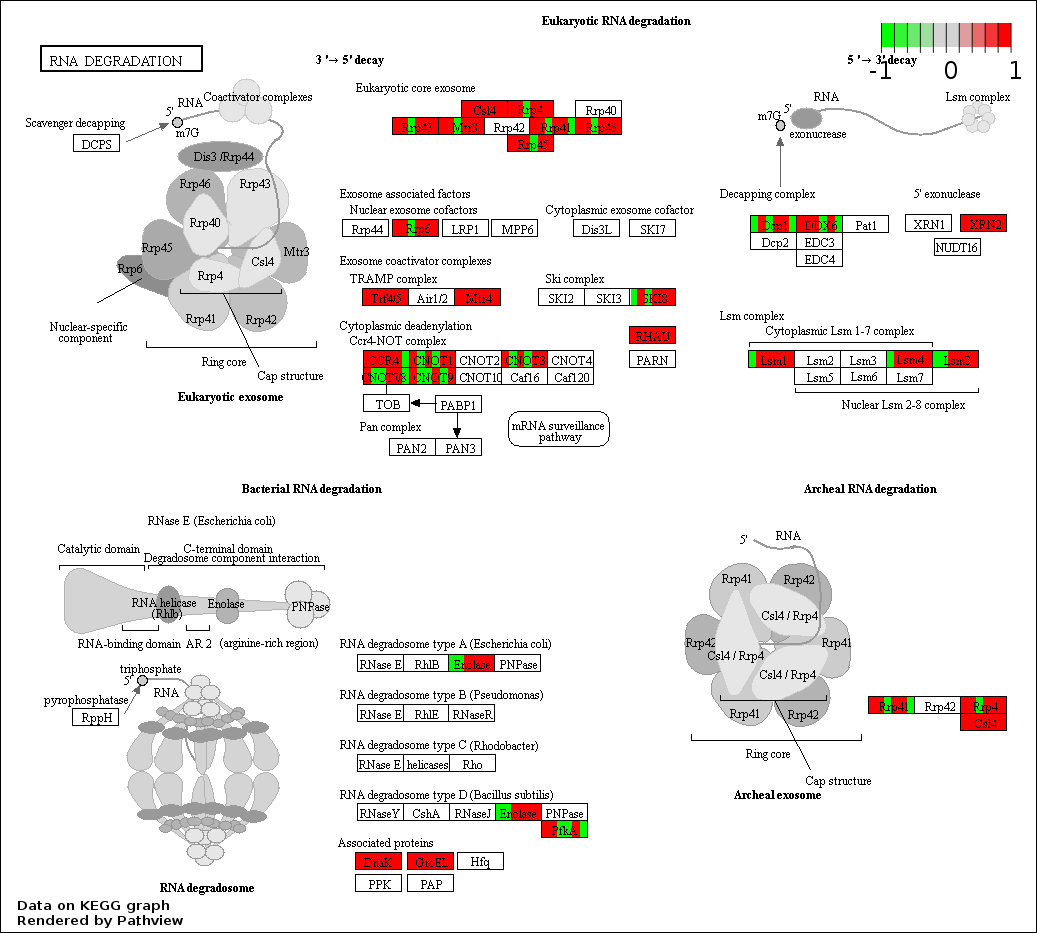 Eukaryotic RNA degradation
RNA DEGRADATION
3 '→ 5' decay
5 '→ 3' decay
-1 0 1
Coactivator complexes
RNA
5'
m7G
Scavenger decapping
DCPS
Dis3 /Rrp44
Rrp46
Rrp43
Rrp40
Rrp45
Mtr3
Csl4
Rrp6
Rrp4
Rrp41
Rrp42
Nuclear-specific
component
Ring core
Cap structure
Eukaryotic exosome
Eukaryotic core exosome
Csl4 Rrp4 Rrp40
Rrp43 Mtr3 Rrp42 Rrp41 Rrp46
Rrp45
Exosome associated factors
Nuclear exosome cofactors
Cytoplasmic exosome cofactor
Rrp44 Rrp6 LRP1 MPP6 Dis3L SKI7
Exosome coactivator complexes
TRAMP complex
Ski complex
Trf4/5 Air1/2 Mtr4 SKI2 SKI3 SKI8
Cytoplasmic deadenylation
Ccr4-NOT complex
RHAU
CCR4 CNOT1 CNOT2 CNOT3 CNOT4 PARN
CNOT7/8 CNOT9 CNOT10 Caf16 Caf120
TOB PABP1
Pan complex
PAN2 PAN3
mRNA surveillance
pathway
RNA
Lsm complex
5'
m7G
exonucrease
Decapping complex
5' exonuclease
Dcp1 DDX6 Pat1 XRN1 XRN2
Dcp2 EDC3 NUDT16
EDC4
Lsm complex
Cytoplasmic Lsm 1-7 complex
Lsm1 Lsm2 Lsm3 Lsm4 Lsm8
Lsm5 Lsm6 Lsm7
Nuclear Lsm 2-8 complex
Bacterial RNA degradation
RNase E (Escherichia coli)
Catalytic domain
C-terminal domain
Degradosome component interaction
RNA helicase
(Rhlb)
Enolase
PNPase
RNA-binding domain AR 2 (arginine-rich region)
triphosphate
5'
RNA
pyrophosphatase
RppH
RNA degradosome
RNA degradosome type A (Escherichia coli)
RNase E RhlB Enolase PNPase
RNA degradosome type B (Pseudomonas)
RNase E RhlE RNaseR
RNA degradosome type C (Rhodobacter)
RNase E helicases Rho
RNA degradosome type D (Bacillus subtilis)
RNaseY CshA RNaseJ Enolase PNPase
PfkA
Associated proteins
DnaK GroEL Hfq
PPK PAP
Archeal RNA degradation
5'
RNA
Rrp41
Rrp42
Csl4 / Rrp4
Rrp42
Rrp41
Csl4 / Rrp4
Csl4 / Rrp4
Rrp41
Rrp42
Ring core
Cap structure
Archeal exosome
Rrp41 Rrp42 Rrp4
Csl4
Data on KEGG graph
Rendered by Pathview